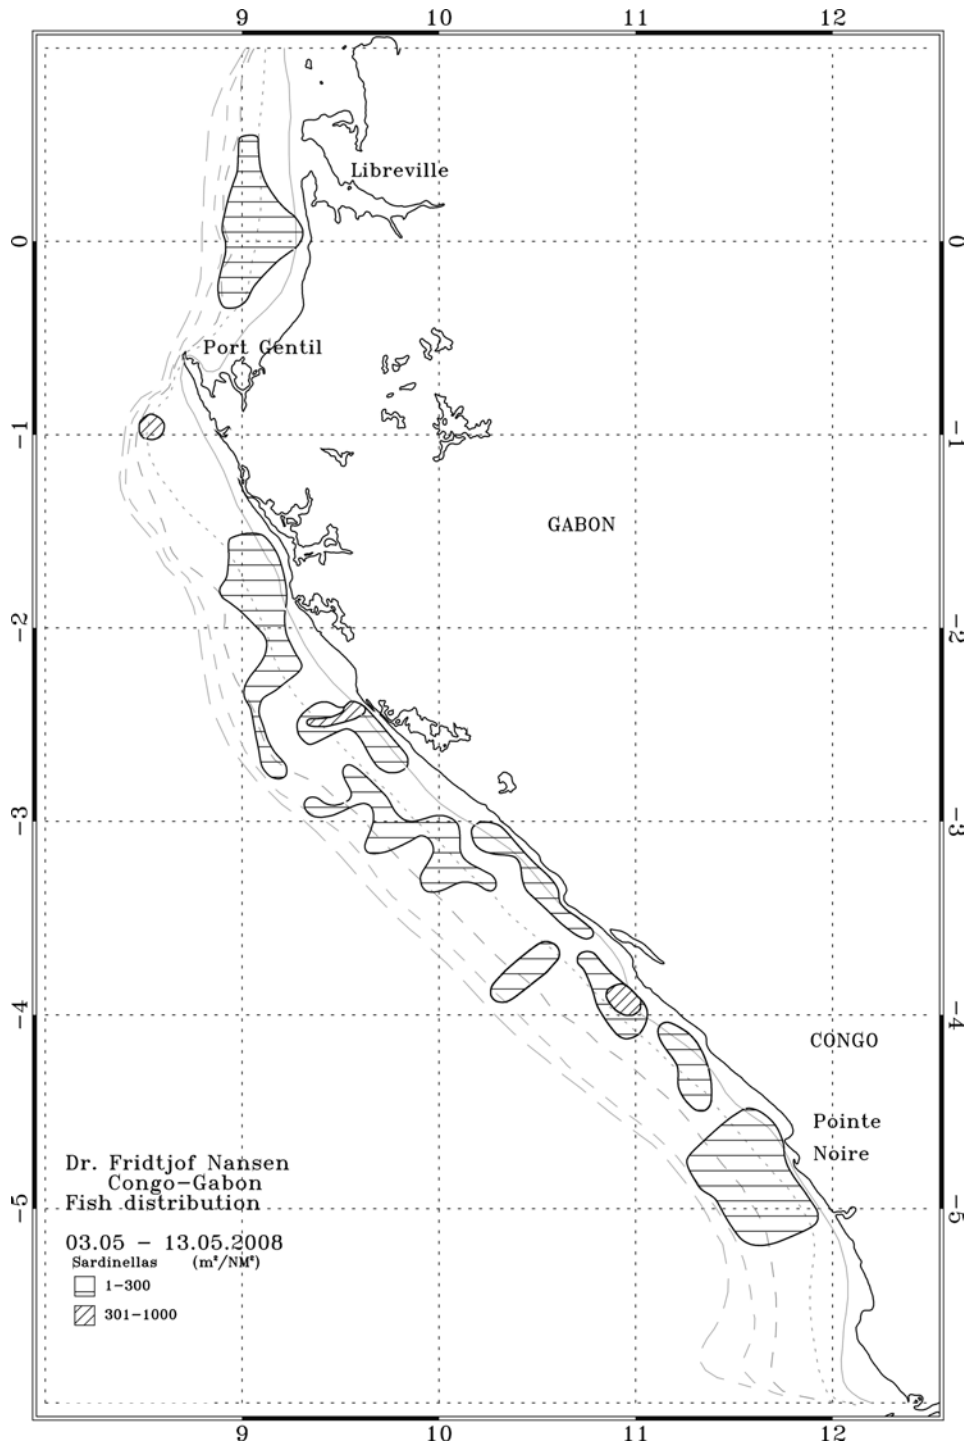 9 10 11 12
Libreville
0 0
Port Gentil
-1 -1
GABON
-2 -2
-3 -3
-4 -4
CONGO
Pointe
Noire
Dr. Fridtjof Nansen
Congo-Gabon
Fish distribution
-5 -5
03.05 - 13.05.2008
Sardinellas (m²/NM²)
1-300
301-1000
9 10 11 12